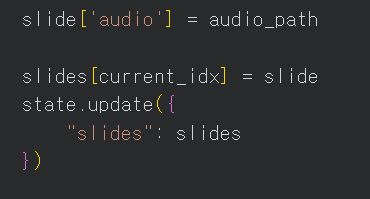 slide['audio'] = audio_path
slides[current_idx] = slide
state.update({
    "slides": slides
})